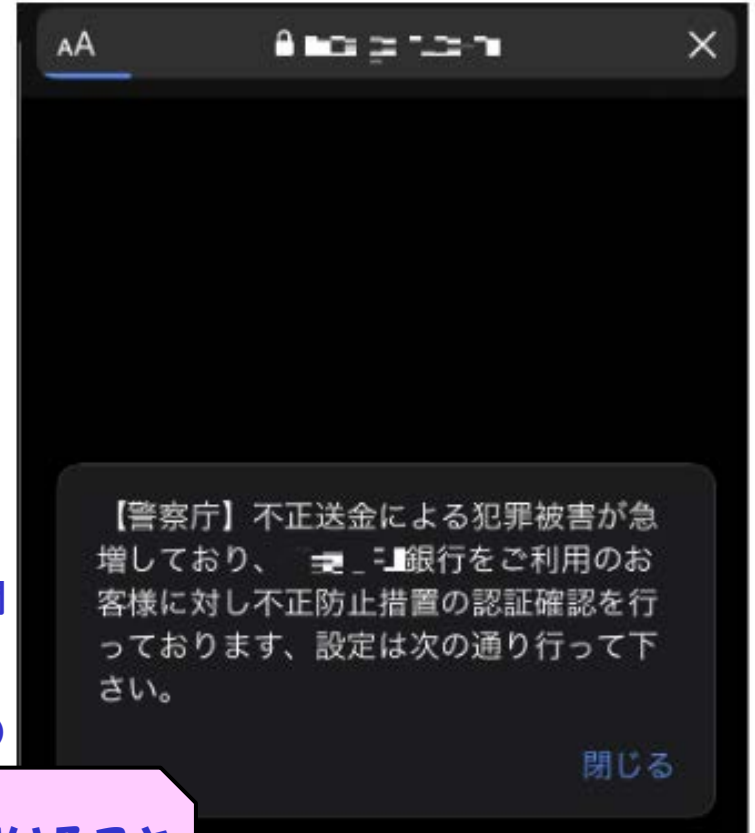 AA
【警察庁】不正送金による犯罪被害が急
増しており、 銀行をご利用のお
客様に対し不正防止措置の認証確認を行
っております、設定は次の通り行って下
さい。
閉じる